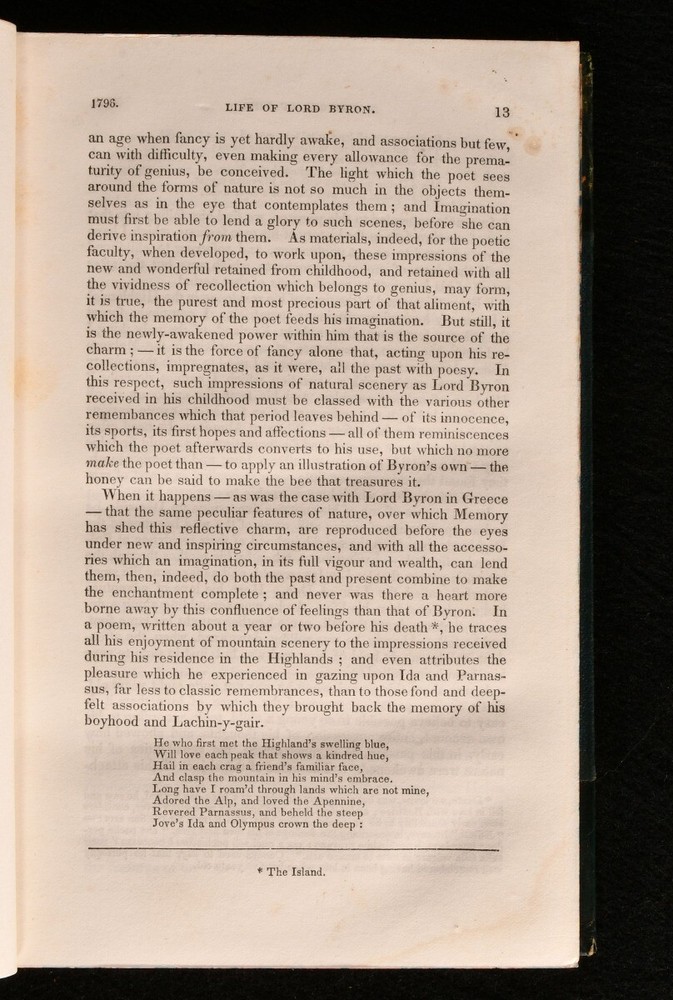 1796.
LIFE OF LORD BYRON.
13
an age when fancy is yet hardly awake, and associations but few,
can with difficulty, even making every allowance for the prema-
turity of genius, be conceived. The light which the poet sees
around the forms of nature is not so much in the objects them-
selves as in the eye that contemplates them; and Imagination
must first be able to lend a glory to such scenes, before she can
derive inspiration from them. As materials, indeed, for the poetic
faculty, when developed, to work upon, these impressions of the
new and wonderful retained from childhood, and retained with all
the vividness of recollection which belongs to genius, may form,
it is true, the purest and most precious part of that aliment, with
which the memory of the poet feeds his imagination. But still, it
is the newly-awakened power within him that is the source of the
charm; — it is the force of fancy alone that, acting upon his re-
collections, impregnates, as it were, all the past with poesy. In
this respect, such impressions of natural scenery as Lord Byron
received in his childhood must be classed with the various other
remembances which that period leaves behind — of its innocence,
its sports, its first hopes and affections — all of them reminiscences
which the poet afterwards converts to his use, but which no more
make the poet than — to apply an illustration of Byron's own — the
honey can be said to make the bee that treasures it.
When it happens — as was the case with Lord Byron in Greece
— that the same peculiar features of nature, over which Memory
has shed this reflective charm, are reproduced before the eyes
under new and inspiring circumstances, and with all the accesso-
ries which an imagination, in its full vigour and wealth, can lend
them, then, indeed, do both the past and present combine to make
the enchantment complete; and never was there a heart more
borne away by this confluence of feelings than that of Byron. In
a poem, written about a year or two before his death*, he traces
all his enjoyment of mountain scenery to the impressions received
during his residence in the Highlands; and even attributes the
pleasure which he experienced in gazing upon Ida and Parnas-
sus, far less to classic remembrances, than to those fond and deep-
felt associations by which they brought back the memory of his
boyhood and Lachin-y-gair.
He who first met the Highland's swelling blue,
Will love each peak that shows a kindred hue,
Hail in each crag a friend's familiar face,
And clasp the mountain in his mind's embrace.
Long have I roam'd through lands which are not mine,
Adored the Alp, and loved the Apennine,
Revered Parnassus, and beheld the steep
Jove's Ida and Olympus crown the deep:
* The Island.